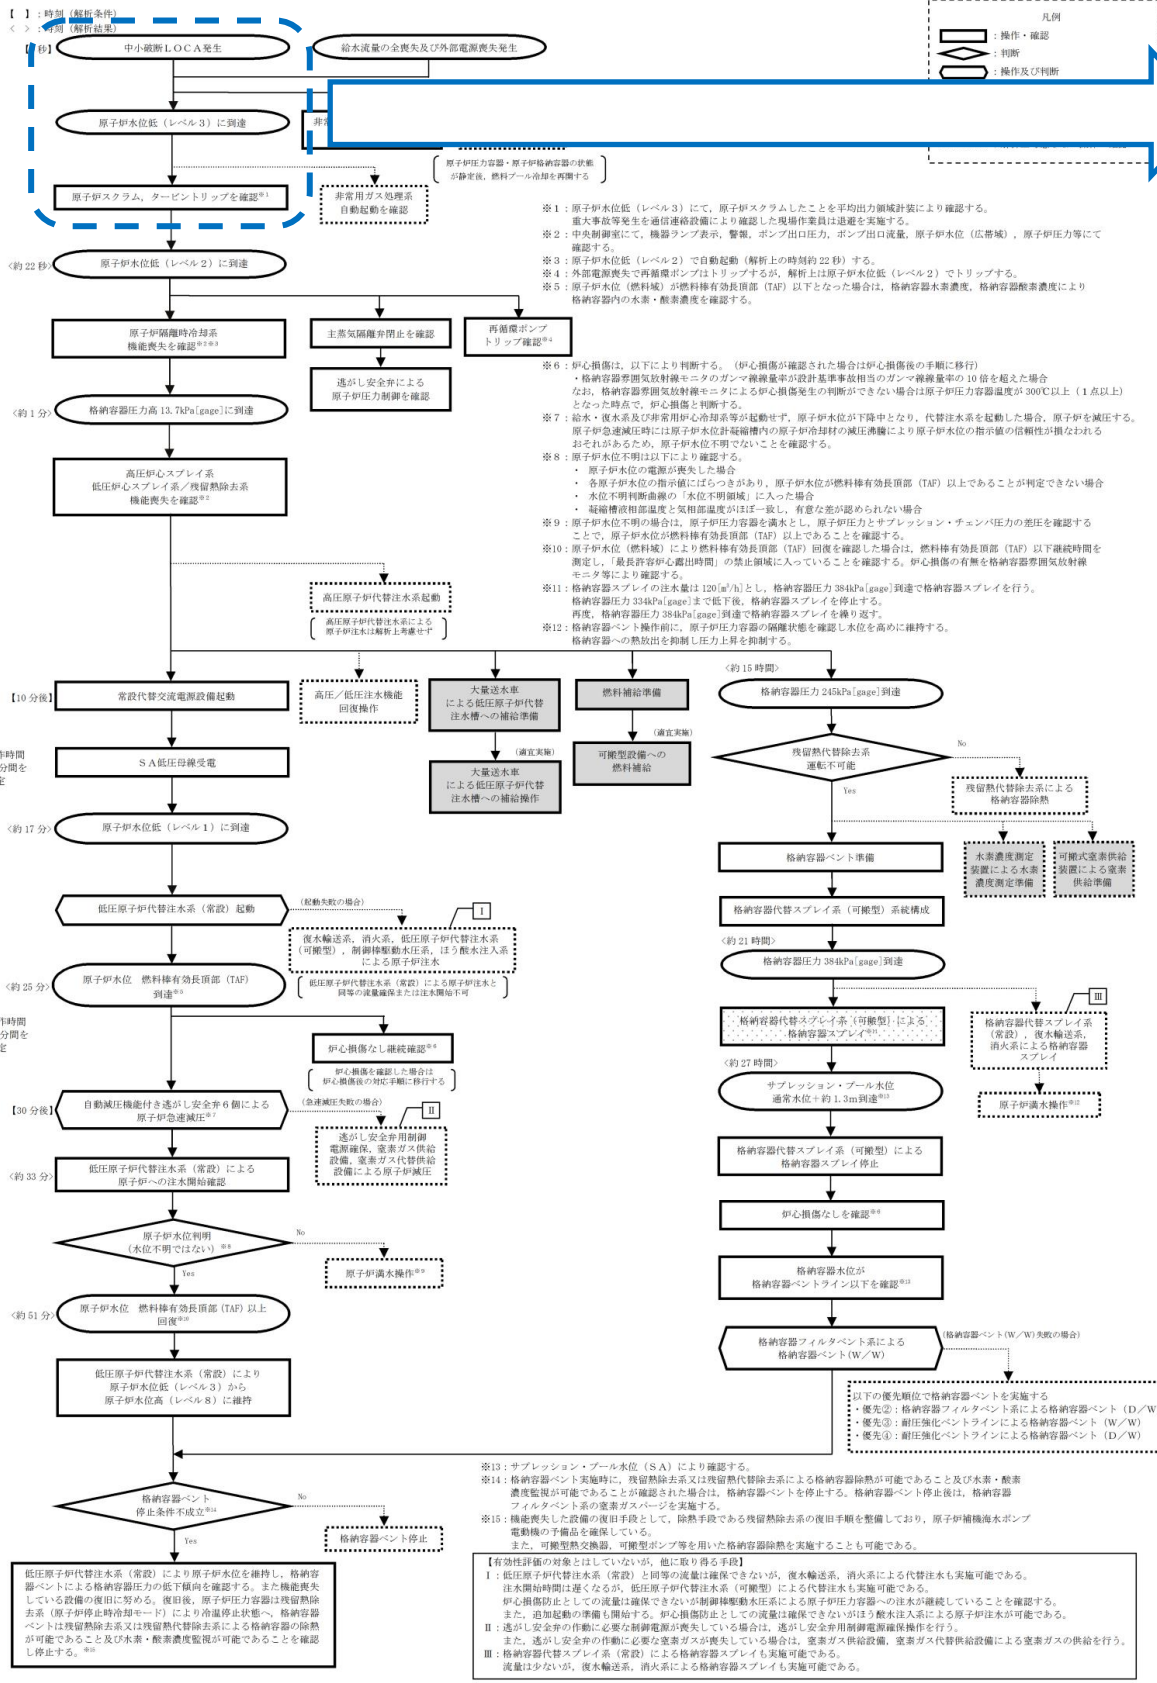 【 】：時刻（解析条件）
〈 〉：時刻（解析結果）
秒】
中小破断ＬＯＣＡ発生
給水流量の全喪失及び外部電源喪失発生
凡例
：操作・確認
：判断
：操作及び判断
原子炉水位低（レベル３）に到達
非常
原子炉圧力容器・原子炉格納容器の状態
が静定後，燃料プール冷却を再開する
原子炉スクラム，タービントリップを確認※1
非常用ガス処理系
自動起動を確認
※１：原子炉水位低（レベル３）にて，原子炉スクラムしたことを平均出力領域計装により確認する。
重大事故等発生を通信連絡設備により確認した現場作業員は退避を実施する。
※２：中央制御室にて，機器ランプ表示，警報，ポンプ出口圧力，ポンプ出口流量，原子炉水位（広帯域），原子炉圧力等にて
確認する。
※３：原子炉水位低（レベル２）で自動起動（解析上の時刻約22秒）する。
※４：外部電源喪失で再循環ポンプはトリップするが，解析上は原子炉水位低（レベル２）でトリップする。
※５：原子炉水位（燃料域）が燃料棒有効長頂部（TAF）以下となった場合は，格納容器水素濃度，格納容器酸素濃度により
格納容器内の水素・酸素濃度を確認する。
〈約22秒〉
原子炉水位低（レベル２）に到達
原子炉隔離時冷却系
機能喪失を確認※2※3
主蒸気隔離弁閉止を確認
再循環ポンプ
トリップ確認※4
逃がし安全弁による
原子炉圧力制御を確認
※６：炉心損傷は，以下により判断する。（炉心損傷が確認された場合は炉心損傷後の手順に移行）
・格納容器雰囲気放射線モニタのガンマ線線量率が設計基準事故相当のガンマ線線量率の10倍を超えた場合
なお，格納容器雰囲気放射線モニタによる炉心損傷発生の判断ができない場合は原子炉圧力容器温度が300℃以上（１点以上）
となった時点で，炉心損傷と判断する。
※７：給水・復水系及び非常用炉心冷却系等が起動せず，原子炉水位が下降中となり，代替注水系を起動した場合，原子炉を減圧する。
原子炉急速減圧時には原子炉水位計凝縮槽内の原子炉冷却材の減圧沸騰により原子炉水位の指示値の信頼性が損なわれる
おそれがあるため，原子炉水位不明でないことを確認する。
※８：原子炉水位不明は以下により確認する。
・ 原子炉水位の電源が喪失した場合
・ 各原子炉水位の指示値にばらつきがあり，原子炉水位が燃料棒有効長頂部（TAF）以上であることが判定できない場合
・ 水位不明判断曲線の「水位不明領域」に入った場合
・ 凝縮槽液相部温度と気相部温度がほぼ一致し，有意な差が認められない場合
※９：原子炉水位不明の場合は，原子炉圧力容器を満水とし，原子炉圧力とサプレッション・チェンバ圧力の差圧を確認する
ことで，原子炉水位が燃料棒有効長頂部（TAF）以上であることを確認する。
※10：原子炉水位（燃料域）により燃料棒有効長頂部（TAF）回復を確認した場合は，燃料棒有効長頂部（TAF）以下継続時間を
測定し，「最長許容炉心露出時間」の禁止領域に入っていることを確認する。炉心損傷の有無を格納容器雰囲気放射線
モニタ等により確認する。
※11：格納容器スプレイの注水量は120[m³/h]とし，格納容器圧力384kPa[gage]到達で格納容器スプレイを行う。
格納容器圧力334kPa[gage]まで低下後，格納容器スプレイを停止する。
再度，格納容器圧力384kPa[gage]到達で格納容器スプレイを繰り返す。
※12：格納容器ベント操作前に，原子炉圧力容器の隔離状態を確認し水位を高めに維持する。
格納容器への熱放出を抑制し圧力上昇を抑制する。
〈約１分〉
格納容器圧力高13.7kPa[gage]に到達
高圧炉心スプレイ系
低圧炉心スプレイ系／残留熱除去系
機能喪失を確認※2
高圧原子炉代替注水系起動
高圧原子炉代替注水系による
原子炉注水は解析上考慮せず
【10分後】
常設代替交流電源設備起動
高圧／低圧注水機能
回復操作
大量送水車
による低圧原子炉代替
注水槽への補給準備
燃料補給準備
〈約15時間〉
格納容器圧力245kPa[gage]到達
時間
分間を
定
ＳＡ低圧母線受電
（適宜実施）
大量送水車
による低圧原子炉代替
注水槽への補給操作
（適宜実施）
可搬型設備への
燃料補給
残留熱代替除去系
運転不可能
No
Yes
残留熱代替除去系による
格納容器除熱
〈約17分〉
原子炉水位低（レベル１）に到達
格納容器ベント準備
水素濃度測定
装置による水素
濃度測定準備
可搬式窒素供給
装置による窒素
供給準備
低圧原子炉代替注水系（常設）起動
（起動失敗の場合）
Ⅰ
復水輸送系，消火系，低圧原子炉代替注水系
（可搬型），制御棒駆動水圧系，ほう酸水注入系
による原子炉注水
低圧原子炉代替注水系（常設）による原子炉注水と
同等の流量確保または注水開始不可
格納容器代替スプレイ系（可搬型）系統構成
〈約21時間〉
格納容器圧力384kPa[gage]到達
〈約25分〉
原子炉水位　燃料棒有効長頂部（TAF）
到達※5
Ⅲ
格納容器代替スプレイ系（可搬型）による
格納容器スプレイ※11
格納容器代替スプレイ系
（常設），復水輸送系，
消火系による格納容器
スプレイ
時間
分間を
定
炉心損傷なし継続確認※6
炉心損傷を確認した場合は
炉心損傷後の対応手順に移行する
〈約27時間〉
サプレッション・プール水位
通常水位＋約1.3m到達※13
原子炉満水操作※12
【30分後】
自動減圧機能付き逃がし安全弁６個による
原子炉急速減圧※7
（急速減圧失敗の場合）
Ⅱ
逃がし安全弁用制御
電源確保，窒素ガス供給
設備，窒素ガス代替供給
設備による原子炉減圧
格納容器代替スプレイ系（可搬型）による
格納容器スプレイ停止
〈約33分〉
低圧原子炉代替注水系（常設）による
原子炉への注水開始確認
炉心損傷なしを確認※6
原子炉水位判明
（水位不明ではない）※8
No
Yes
原子炉満水操作※9
格納容器水位が
格納容器ベントライン以下を確認※13
〈約51分〉
原子炉水位　燃料棒有効長頂部（TAF）以上
回復※10
格納容器フィルタベント系による
格納容器ベント（W／W）
（格納容器ベント（W／W）失敗の場合）
低圧原子炉代替注水系（常設）により
原子炉水位低（レベル３）から
原子炉水位高（レベル８）に維持
以下の優先順位で格納容器ベントを実施する
・優先②：格納容器フィルタベント系による格納容器ベント（D／W
・優先③：耐圧強化ベントラインによる格納容器ベント（W／W）
・優先④：耐圧強化ベントラインによる格納容器ベント（D／W）
※13：サプレッション・プール水位（ＳＡ）により確認する。
※14：格納容器ベント実施時に，残留熱除去系又は残留熱代替除去系による格納容器除熱が可能であること及び水素・酸素
濃度監視が可能であることが確認された場合は，格納容器ベントを停止する。格納容器ベント停止後は，格納容器
フィルタベント系の窒素ガスパージを実施する。
※15：機能喪失した設備の復旧手段として，除熱手段である残留熱除去系の復旧手順を整備しており，原子炉補機海水ポンプ
電動機の予備品を確保している。
また，可搬型熱交換器，可搬型ポンプ等を用いた格納容器除熱を実施することも可能である。
格納容器ベント
停止条件不成立※14
No
Yes
格納容器ベント停止
低圧原子炉代替注水系（常設）により原子炉水位を維持し，格納容
器ベントによる格納容器圧力の低下傾向を確認する。また機能喪失
している設備の復旧に努める。復旧後，原子炉圧力容器は残留熱除
去系（原子炉停止時冷却モード）により冷温停止状態へ，格納容器
ベントは残留熱除去系又は残留熱代替除去系による格納容器の除熱
が可能であること及び水素・酸素濃度監視が可能であることを確認
し停止する。※15
【有効性評価の対象とはしていないが，他に取り得る手段】
Ⅰ：低圧原子炉代替注水系（常設）と同等の流量は確保できないが，復水輸送系，消火系による代替注水も実施可能である。
注水開始時間は遅くなるが，低圧原子炉代替注水系（可搬型）による代替注水も実施可能である。
炉心損傷防止としての流量は確保できないが制御棒駆動水圧系による原子炉圧力容器への注水が継続していることを確認する。
また，追加起動の準備も開始する。炉心損傷防止としての流量は確保できないがほう酸水注入系による原子炉注水が可能である。
Ⅱ：逃がし安全弁の作動に必要な制御電源が喪失している場合は，逃がし安全弁用制御電源確保操作を行う。
また，逃がし安全弁の作動に必要な窒素ガスが喪失している場合は，窒素ガス供給設備，窒素ガス代替供給設備による窒素ガスの供給を行う。
Ⅲ：格納容器代替スプレイ系（常設）による格納容器スプレイも実施可能である。
流量は少ないが，復水輸送系，消火系による格納容器スプレイも実施可能である。